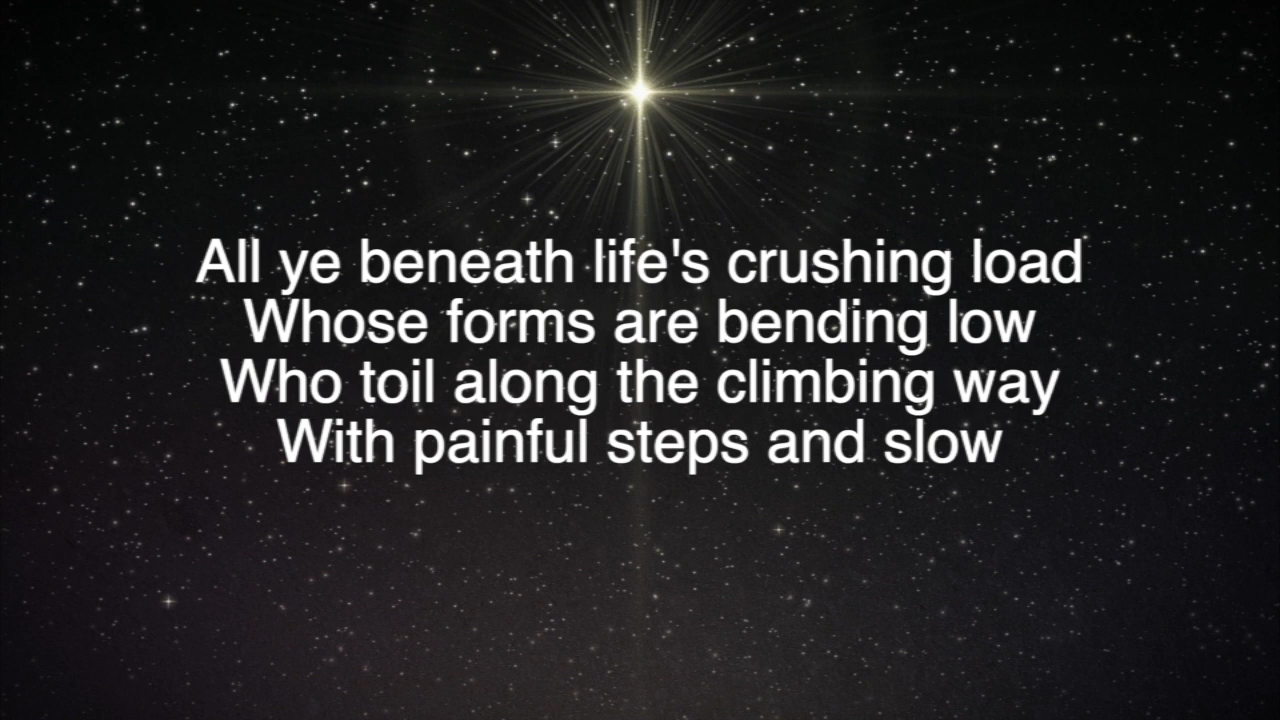 All ye beneath life's crushing load
Whose forms are bending low
Who toil along the climbing way
With painful steps and slow